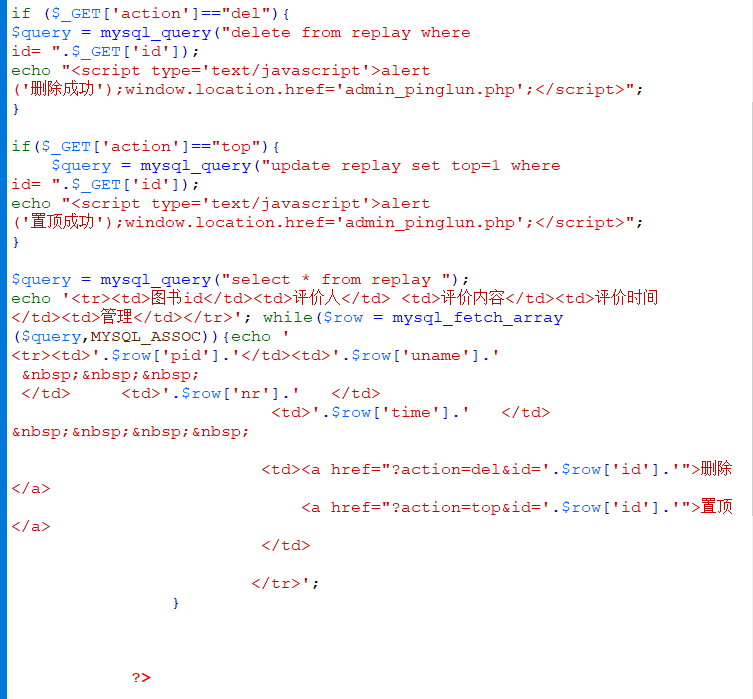 if ($_GET['action']=="del"){
$query = mysql_query("delete from replay where
id= ".$_GET['id']);
echo "<script type='text/javascript'>alert
('删除成功');window.location.href='admin_pinglun.php';</script>";
}
if($_GET['action']=="top"){
$query = mysql_query("update replay set top=1 where
id= ".$_GET['id']);
echo "<script type='text/javascript'>alert
('置顶成功');window.location.href='admin_pinglun.php';</script>";
}
$query = mysql_query("select * from replay ");
echo '<tr><td>图书id</td><td>评价人</td> <td>评价内容</td><td>评价时间
</td><td>管理</td></tr>'; while($row = mysql_fetch_array
($query,MYSQL_ASSOC)){echo '
<tr><td>'.$row['pid'].'</td><td>'.$row['uname'].'
&nbsp;&nbsp;&nbsp;
</td> <td>'.$row['nr'].' </td>
<td>'.$row['time'].' </td>
&nbsp;&nbsp;&nbsp;&nbsp;
<td><a href="?action=del&id='.$row['id'].'">删除
</a>
<a href="?action=top&id='.$row['id'].'">置顶
</a>
</td>
</tr>';
}
?>